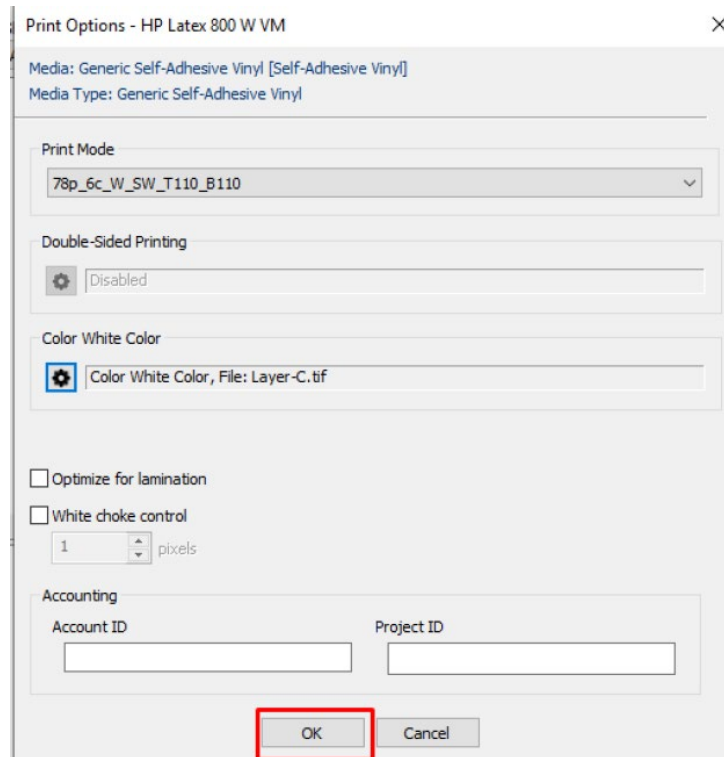 Print Options - HP Latex 800 W VM
Media: Generic Self-Adhesive Vinyl [Self-Adhesive Vinyl]
Media Type: Generic Self-Adhesive Vinyl
Print Mode
78p_6c_W_SW_T110_B110
Double-Sided Printing
Disabled
Color White Color
Color White Color, File: Layer-C.tif
Optimize for lamination
White choke control
1 pixels
Accounting
Account ID Project ID
OK Cancel